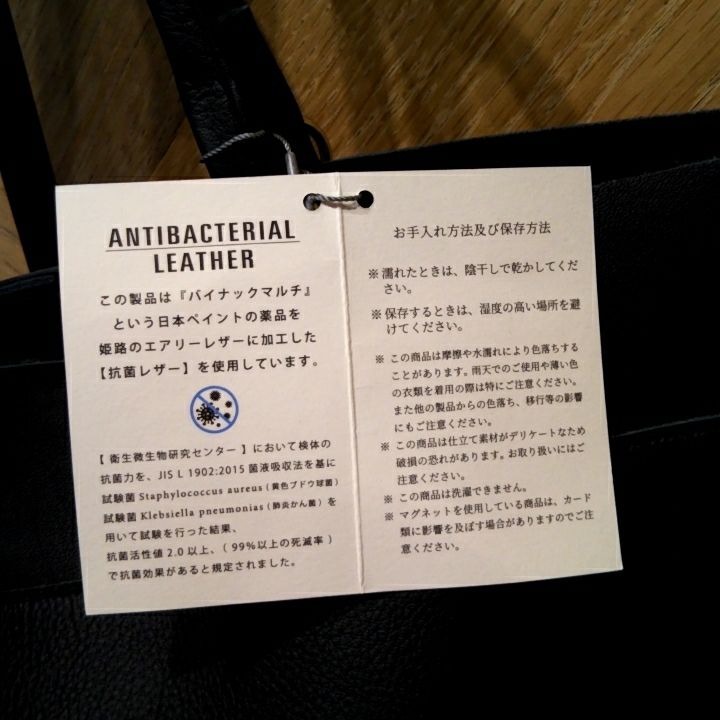 ANTIBACTERIAL
LEATHER
この製品は『バイナックマルチ』
という日本ペイントの薬品を
姫路のエアリーレザーに加工した
【抗菌レザー】を使用しています。
【 衛生微生物研究センター 】において検体の
抗菌力を、JIS L 1902:2015 菌液吸収法を基に
試験菌 Staphylococcus aureus ( 黄色ブドウ球菌 )
試験菌 Klebsiella pneumonias ( 肺炎かん菌 ) を
用いて試験を行った結果、
抗菌活性値 2.0 以上、( 99%以上の死滅率 )
で抗菌効果があると規定されました。
お手入れ方法及び保存方法
※ 濡れたときは、陰干しで乾かしてくだ
さい。
※ 保存するときは、湿度の高い場所を避
けてください。
※ この商品は摩擦や水濡れにより色落ちする
ことがあります。雨天でのご使用や薄い色
の衣類を着用の際は特にご注意ください。
また他の製品からの色落ち、移行等の影響
にもご注意ください。
※ この商品は仕立て素材がデリケートなため
破損の恐れがあります。お取り扱いにはご
注意ください。
※ この商品は洗濯できません。
※ マグネットを使用している商品は、カード
類に影響を及ぼす場合がありますのでご注
意ください。